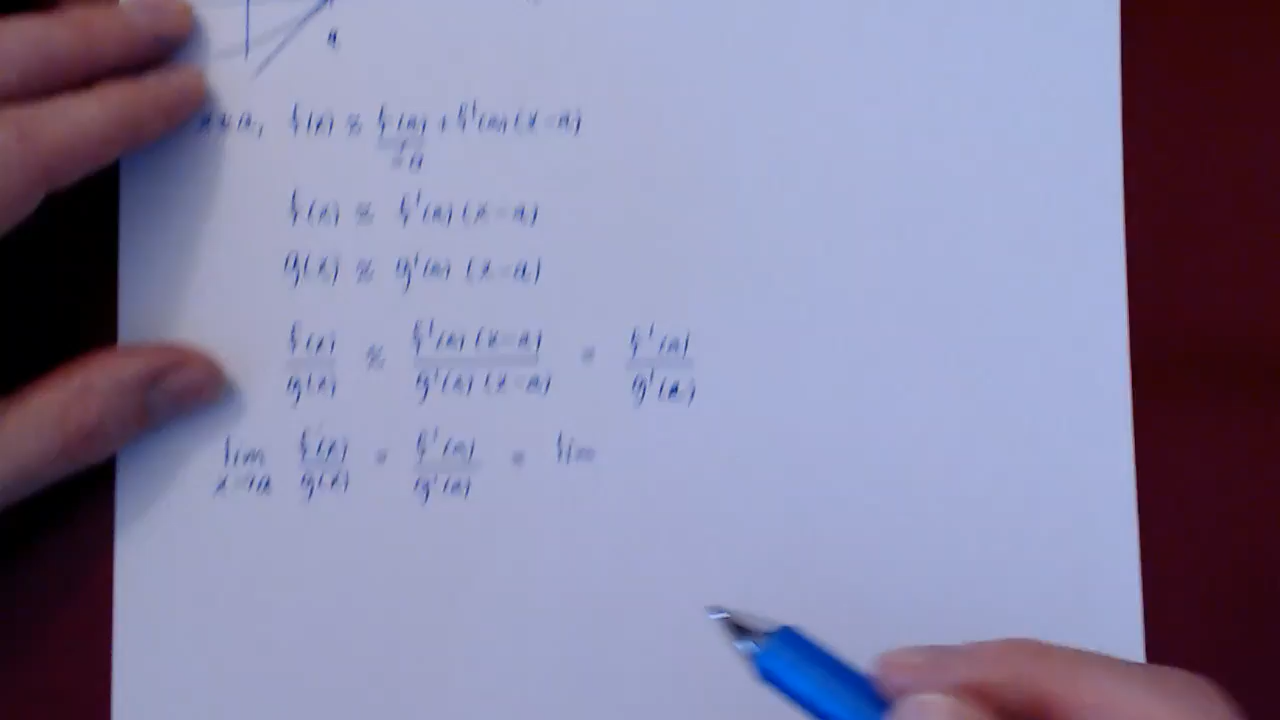 a
x ≈ a, f(x) ≈ f(a) + f'(a)(x-a)
= 0
f(x) ≈ f'(a)(x-a)
g(x) ≈ g'(a)(x-a)
f(x)/g(x) ≈ f'(a)(x-a)/g'(a)(x-a) = f'(a)/g'(a)
lim x→a f(x)/g(x) = f'(a)/g'(a) = lim